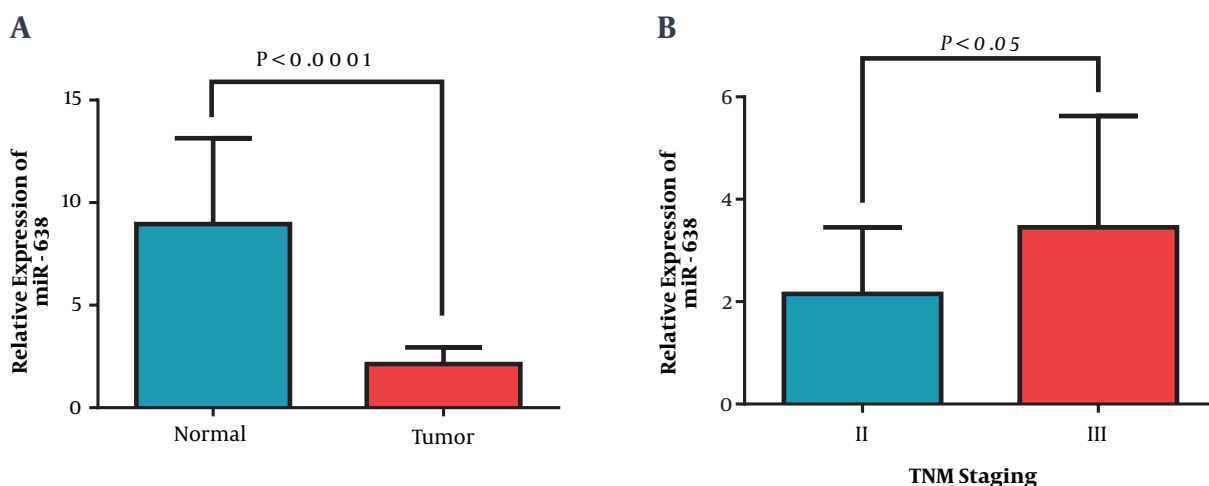 A
P<0.0001
15
10
5
0
Relative Expression of
miR-638
Normal
Tumor
B
P<0.05
6
4
2
0
Relative Expression of
miR-638
II
III
TNM Staging